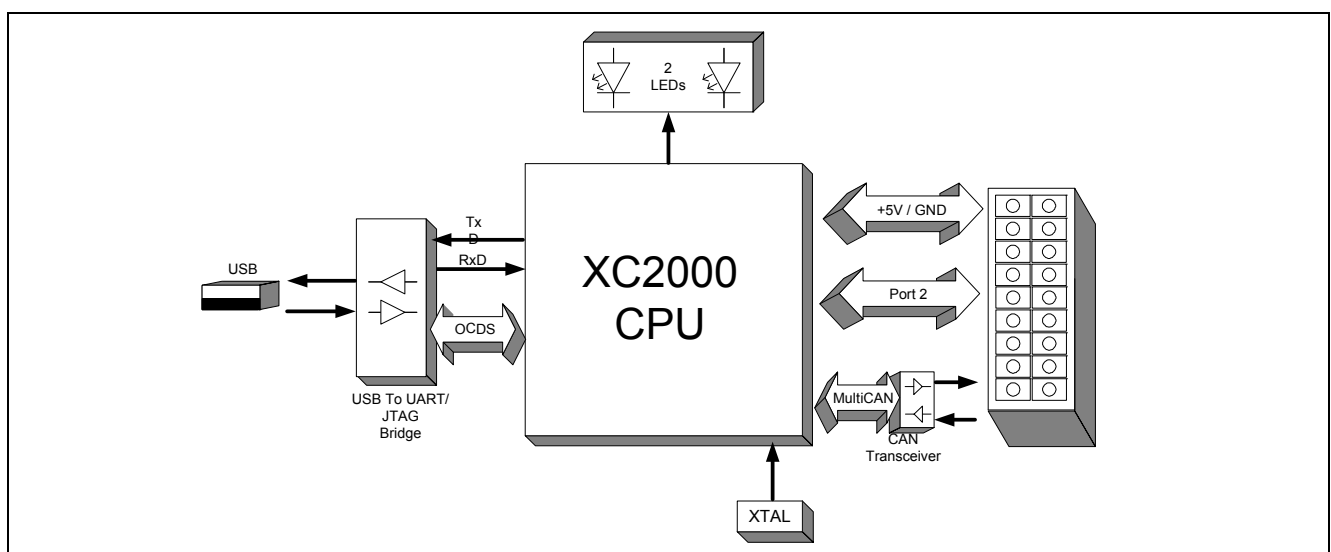 2
LEDs
Tx
D
RxD
USB
OCDS
USB To UART/
JTAG
Bridge
XC2000
CPU
+5V / GND
Port 2
MultiCAN
CAN
Transceiver
XTAL